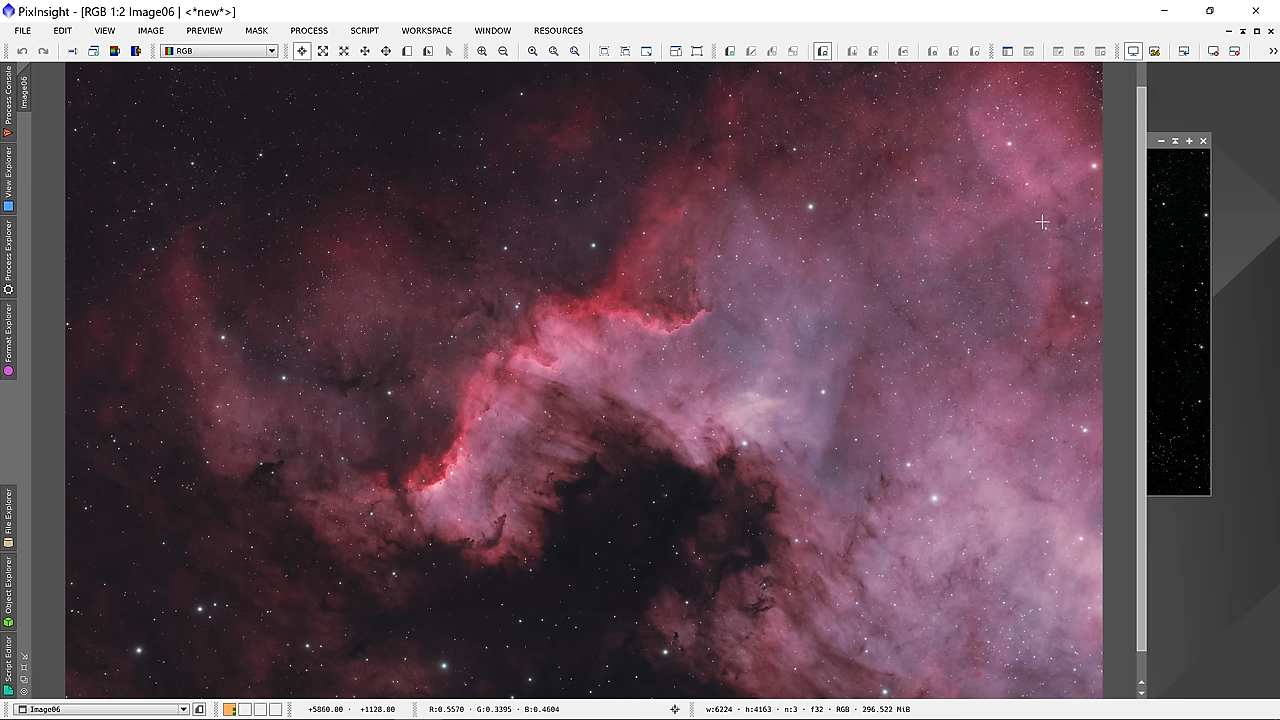 PixInsight - [RGB 1:2 Image06 | <*new*>]
FILE EDIT VIEW IMAGE PREVIEW MASK PROCESS SCRIPT WORKSPACE WINDOW RESOURCES
RGB
Process Console
View Explorer
Process Explorer
Format Explorer
File Explorer
Object Explorer
Script Editor
Image06
Image06
+5860.00 · +1128.00
R:0.5570 · G:0.3395 · B:0.4604
w:6224 · h:4163 · n:3 · f32 · RGB · 296.522 MiB